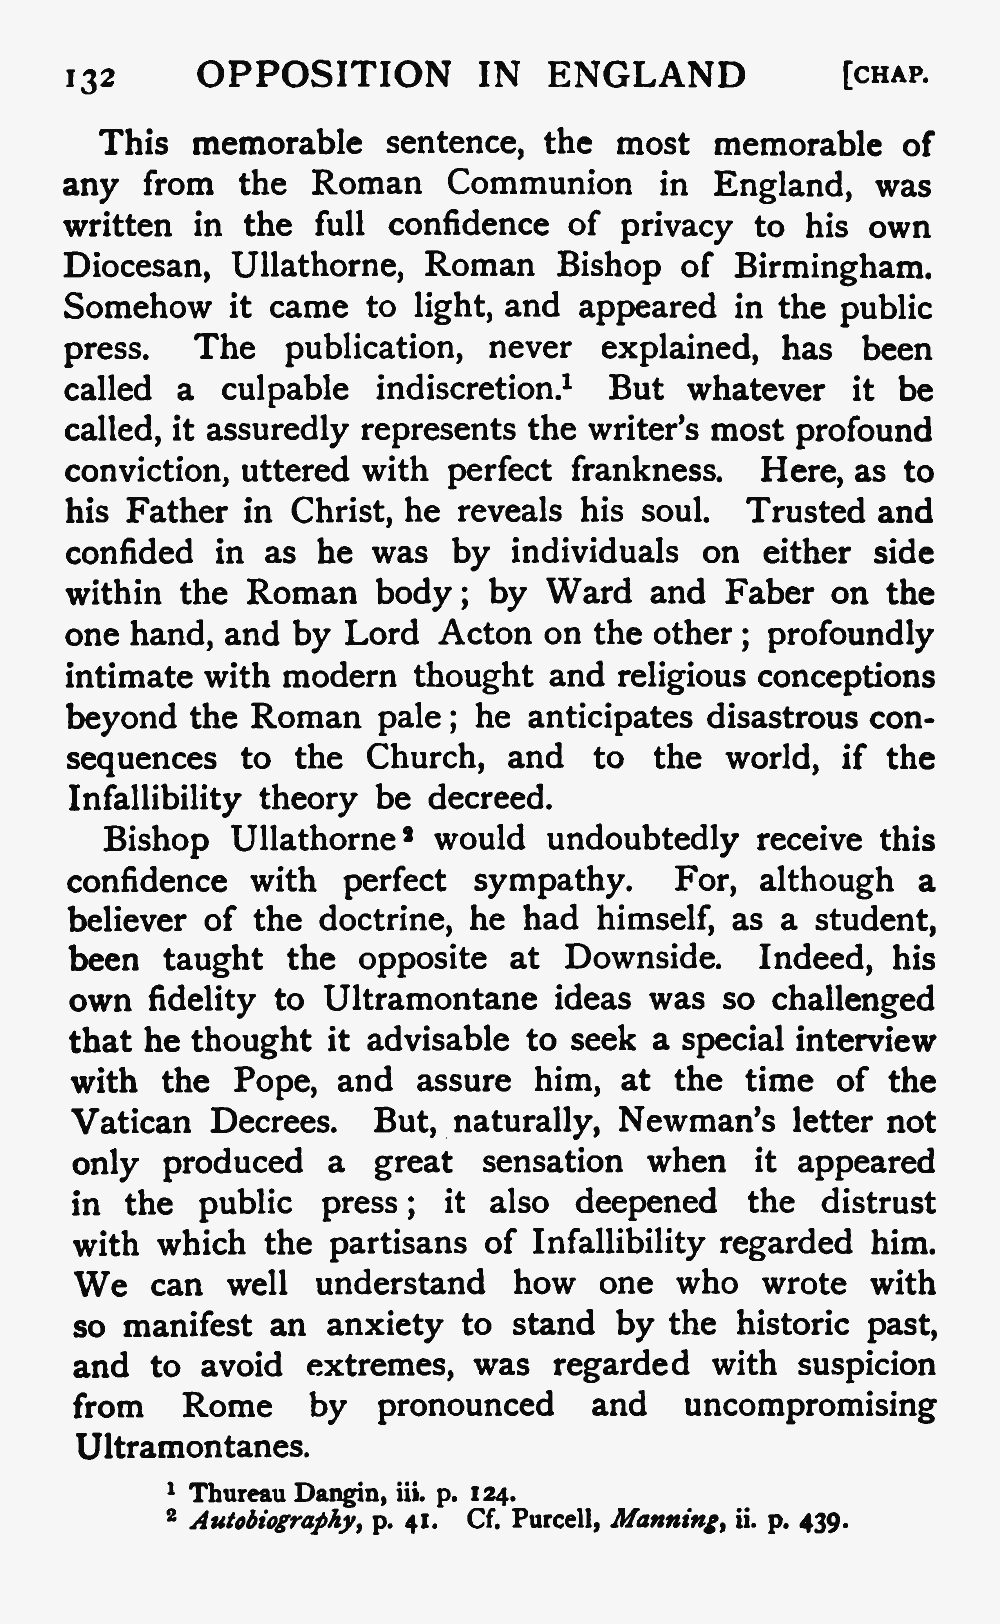 132 OPPOSITION IN ENGLAND [CHAP.
This memorable sentence, the most memorable of
any from the Roman Communion in England, was
written in the full confidence of privacy to his own
Diocesan, Ullathorne, Roman Bishop of Birmingham.
Somehow it came to light, and appeared in the public
press. The publication, never explained, has been
called a culpable indiscretion.¹ But whatever it be
called, it assuredly represents the writer's most profound
conviction, uttered with perfect frankness. Here, as to
his Father in Christ, he reveals his soul. Trusted and
confided in as he was by individuals on either side
within the Roman body; by Ward and Faber on the
one hand, and by Lord Acton on the other; profoundly
intimate with modern thought and religious conceptions
beyond the Roman pale; he anticipates disastrous con-
sequences to the Church, and to the world, if the
Infallibility theory be decreed.
Bishop Ullathorne² would undoubtedly receive this
confidence with perfect sympathy. For, although a
believer of the doctrine, he had himself, as a student,
been taught the opposite at Downside. Indeed, his
own fidelity to Ultramontane ideas was so challenged
that he thought it advisable to seek a special interview
with the Pope, and assure him, at the time of the
Vatican Decrees. But, naturally, Newman's letter not
only produced a great sensation when it appeared
in the public press; it also deepened the distrust
with which the partisans of Infallibility regarded him.
We can well understand how one who wrote with
so manifest an anxiety to stand by the historic past,
and to avoid extremes, was regarded with suspicion
from Rome by pronounced and uncompromising
Ultramontanes.
¹ Thureau Dangin, iii. p. 124.
² Autobiography, p. 41. Cf. Purcell, Manning, ii. p. 439.